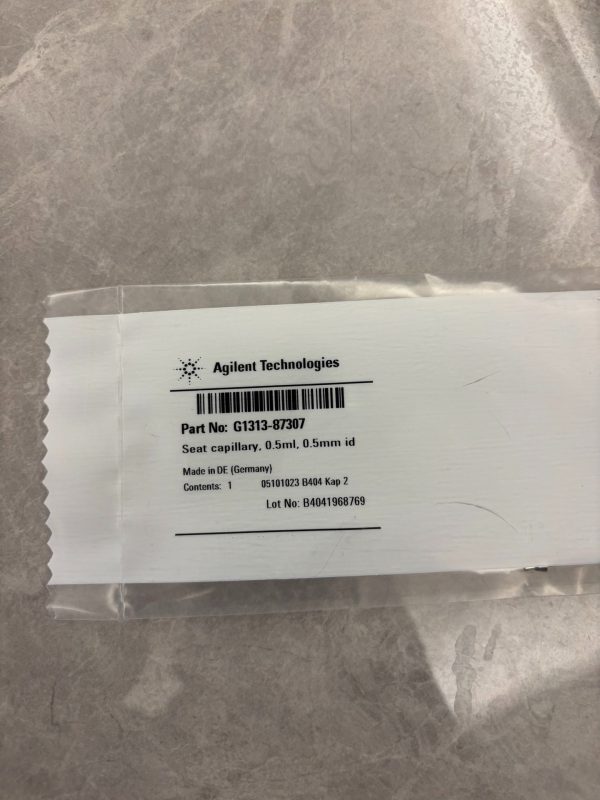 Agilent Technologies
Part No: G1313-87307
Seat capillary, 0.5ml, 0.5mm id
Made in DE (Germany)
Contents: 1 05101023 B404 Kap 2
Lot No: B4041968769